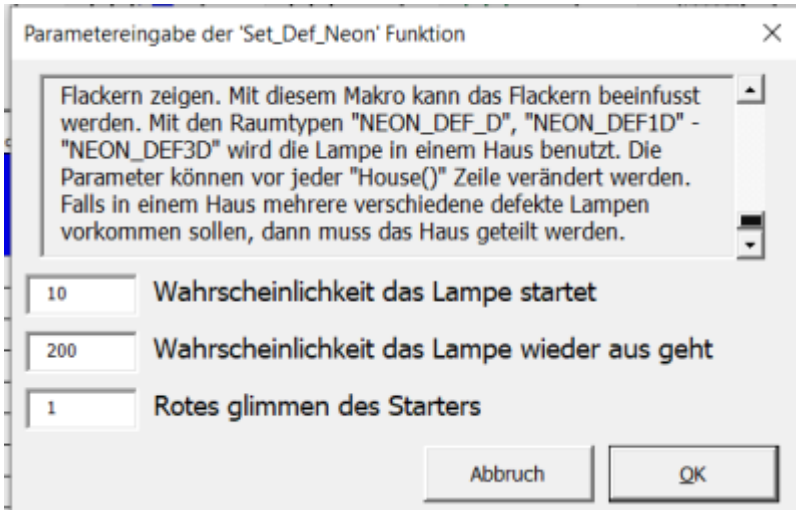 Parametereingabe der 'Set_Def_Neon' Funktion
Flackern zeigen. Mit diesem Makro kann das Flackern beeinfusst
werden. Mit den Raumtypen "NEON_DEF_D", "NEON_DEF1D" -
"NEON_DEF3D" wird die Lampe in einem Haus benutzt. Die
Parameter können vor jeder "House()" Zeile verändert werden.
Falls in einem Haus mehrere verschiedene defekte Lampen
vorkommen sollen, dann muss das Haus geteilt werden.
10 Wahrscheinlichkeit das Lampe startet
200 Wahrscheinlichkeit das Lampe wieder aus geht
1 Rotes glimmen des Starters
Abbruch OK